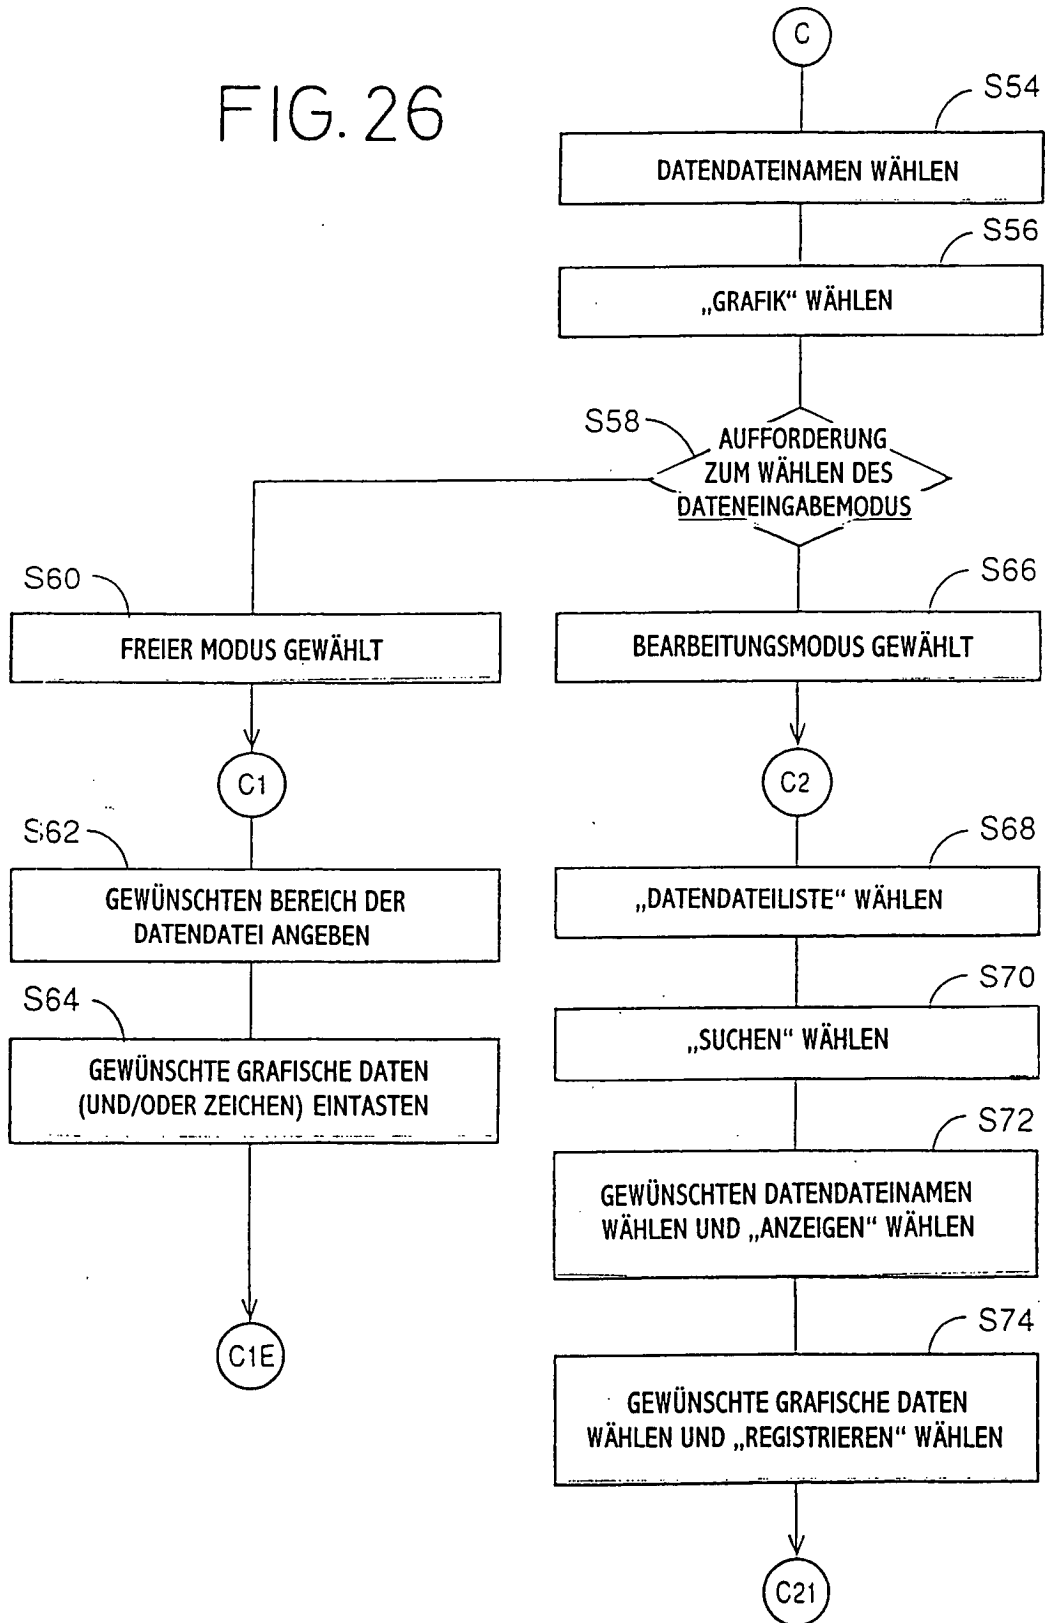 FIG. 26
C
S54
DATENDATEINAMEN WÄHLEN
S56
„GRAFIK“ WÄHLEN
S58
AUFFORDERUNG
ZUM WÄHLEN DES
DATENEINGABEMODUS
S60
FREIER MODUS GEWÄHLT
C1
S62
GEWÜNSCHTEN BEREICH DER
DATENDATEI ANGEBEN
S64
GEWÜNSCHTE GRAFISCHE DATEN
(UND/ODER ZEICHEN) EINTASTEN
C1E
S66
BEARBEITUNGSMODUS GEWÄHLT
C2
S68
„DATENDATEILISTE“ WÄHLEN
S70
„SUCHEN“ WÄHLEN
S72
GEWÜNSCHTEN DATENDATEINAMEN
WÄHLEN UND „ANZEIGEN“ WÄHLEN
S74
GEWÜNSCHTE GRAFISCHE DATEN
WÄHLEN UND „REGISTRIEREN“ WÄHLEN
C21